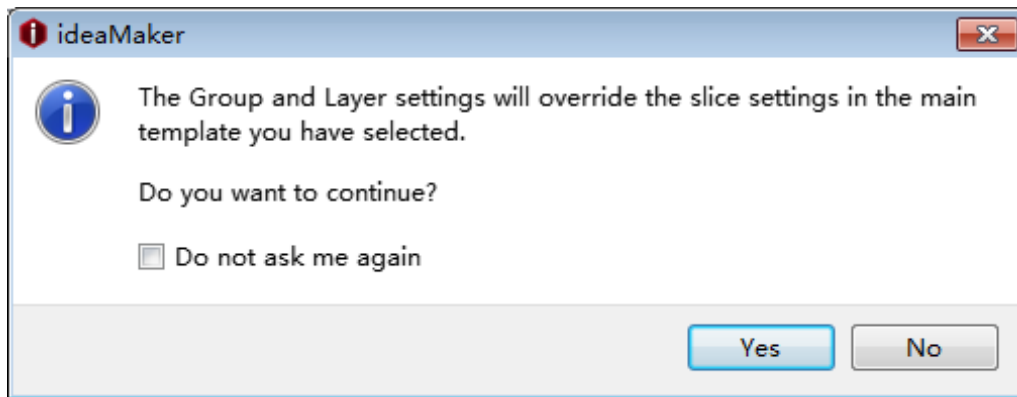 ideaMaker
The Group and Layer settings will override the slice settings in the main
template you have selected.
Do you want to continue?
Do not ask me again
Yes No